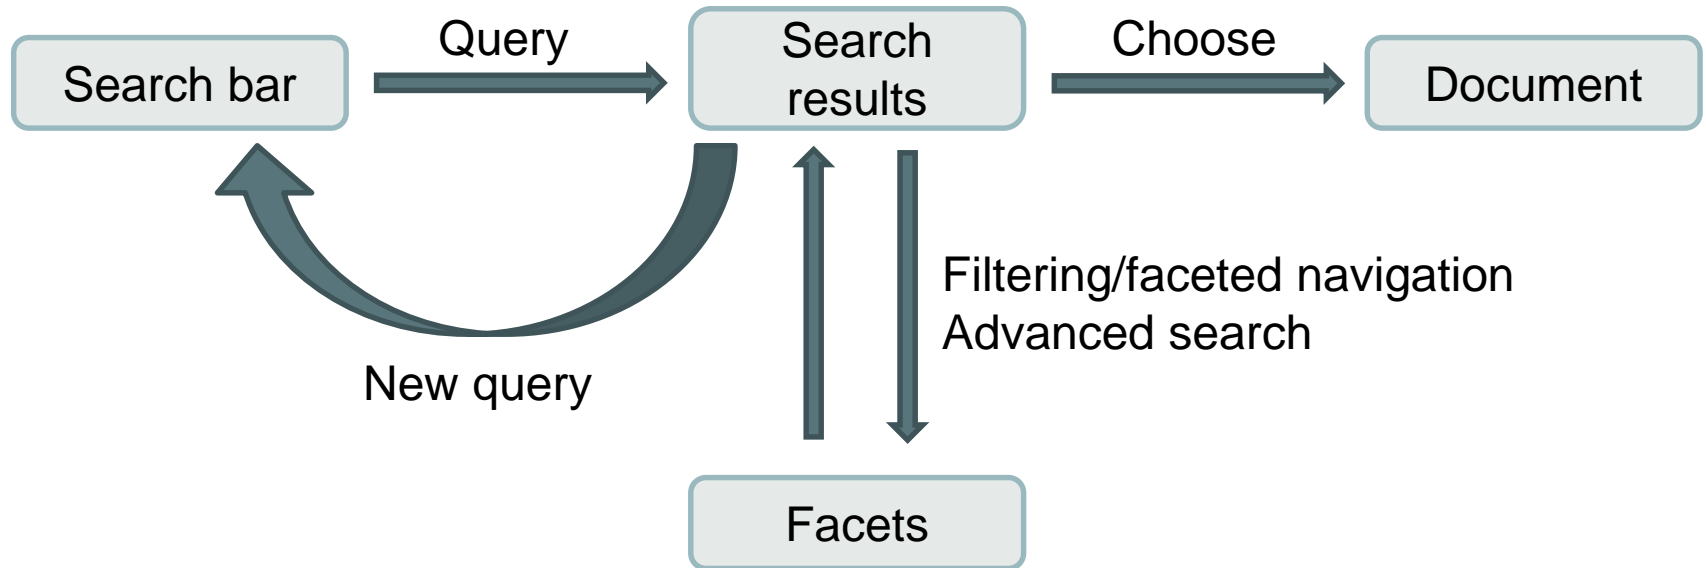 Query
Search
results
Choose
Search bar
Document
Filtering/faceted navigation
Advanced search
New query
Facets